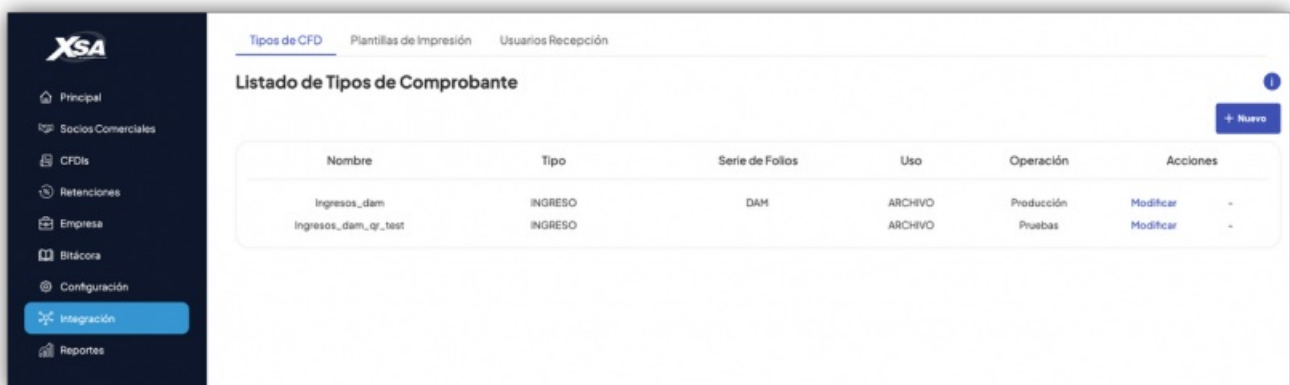 XSA
Principal
Socios Comerciales
CFDIs
Retenciones
Empresa
Bitácora
Configuración
Integración
Reportes
Tipos de CFD Plantillas de Impresión Usuarios Recepción
Listado de Tipos de Comprobante
i
+ Nuevo
Nombre Tipo Serie de Folios Uso Operación Acciones
Ingresos_dam INGRESO DAM ARCHIVO Producción Modificar -
Ingresos_dam_qr_test INGRESO ARCHIVO Pruebas Modificar -